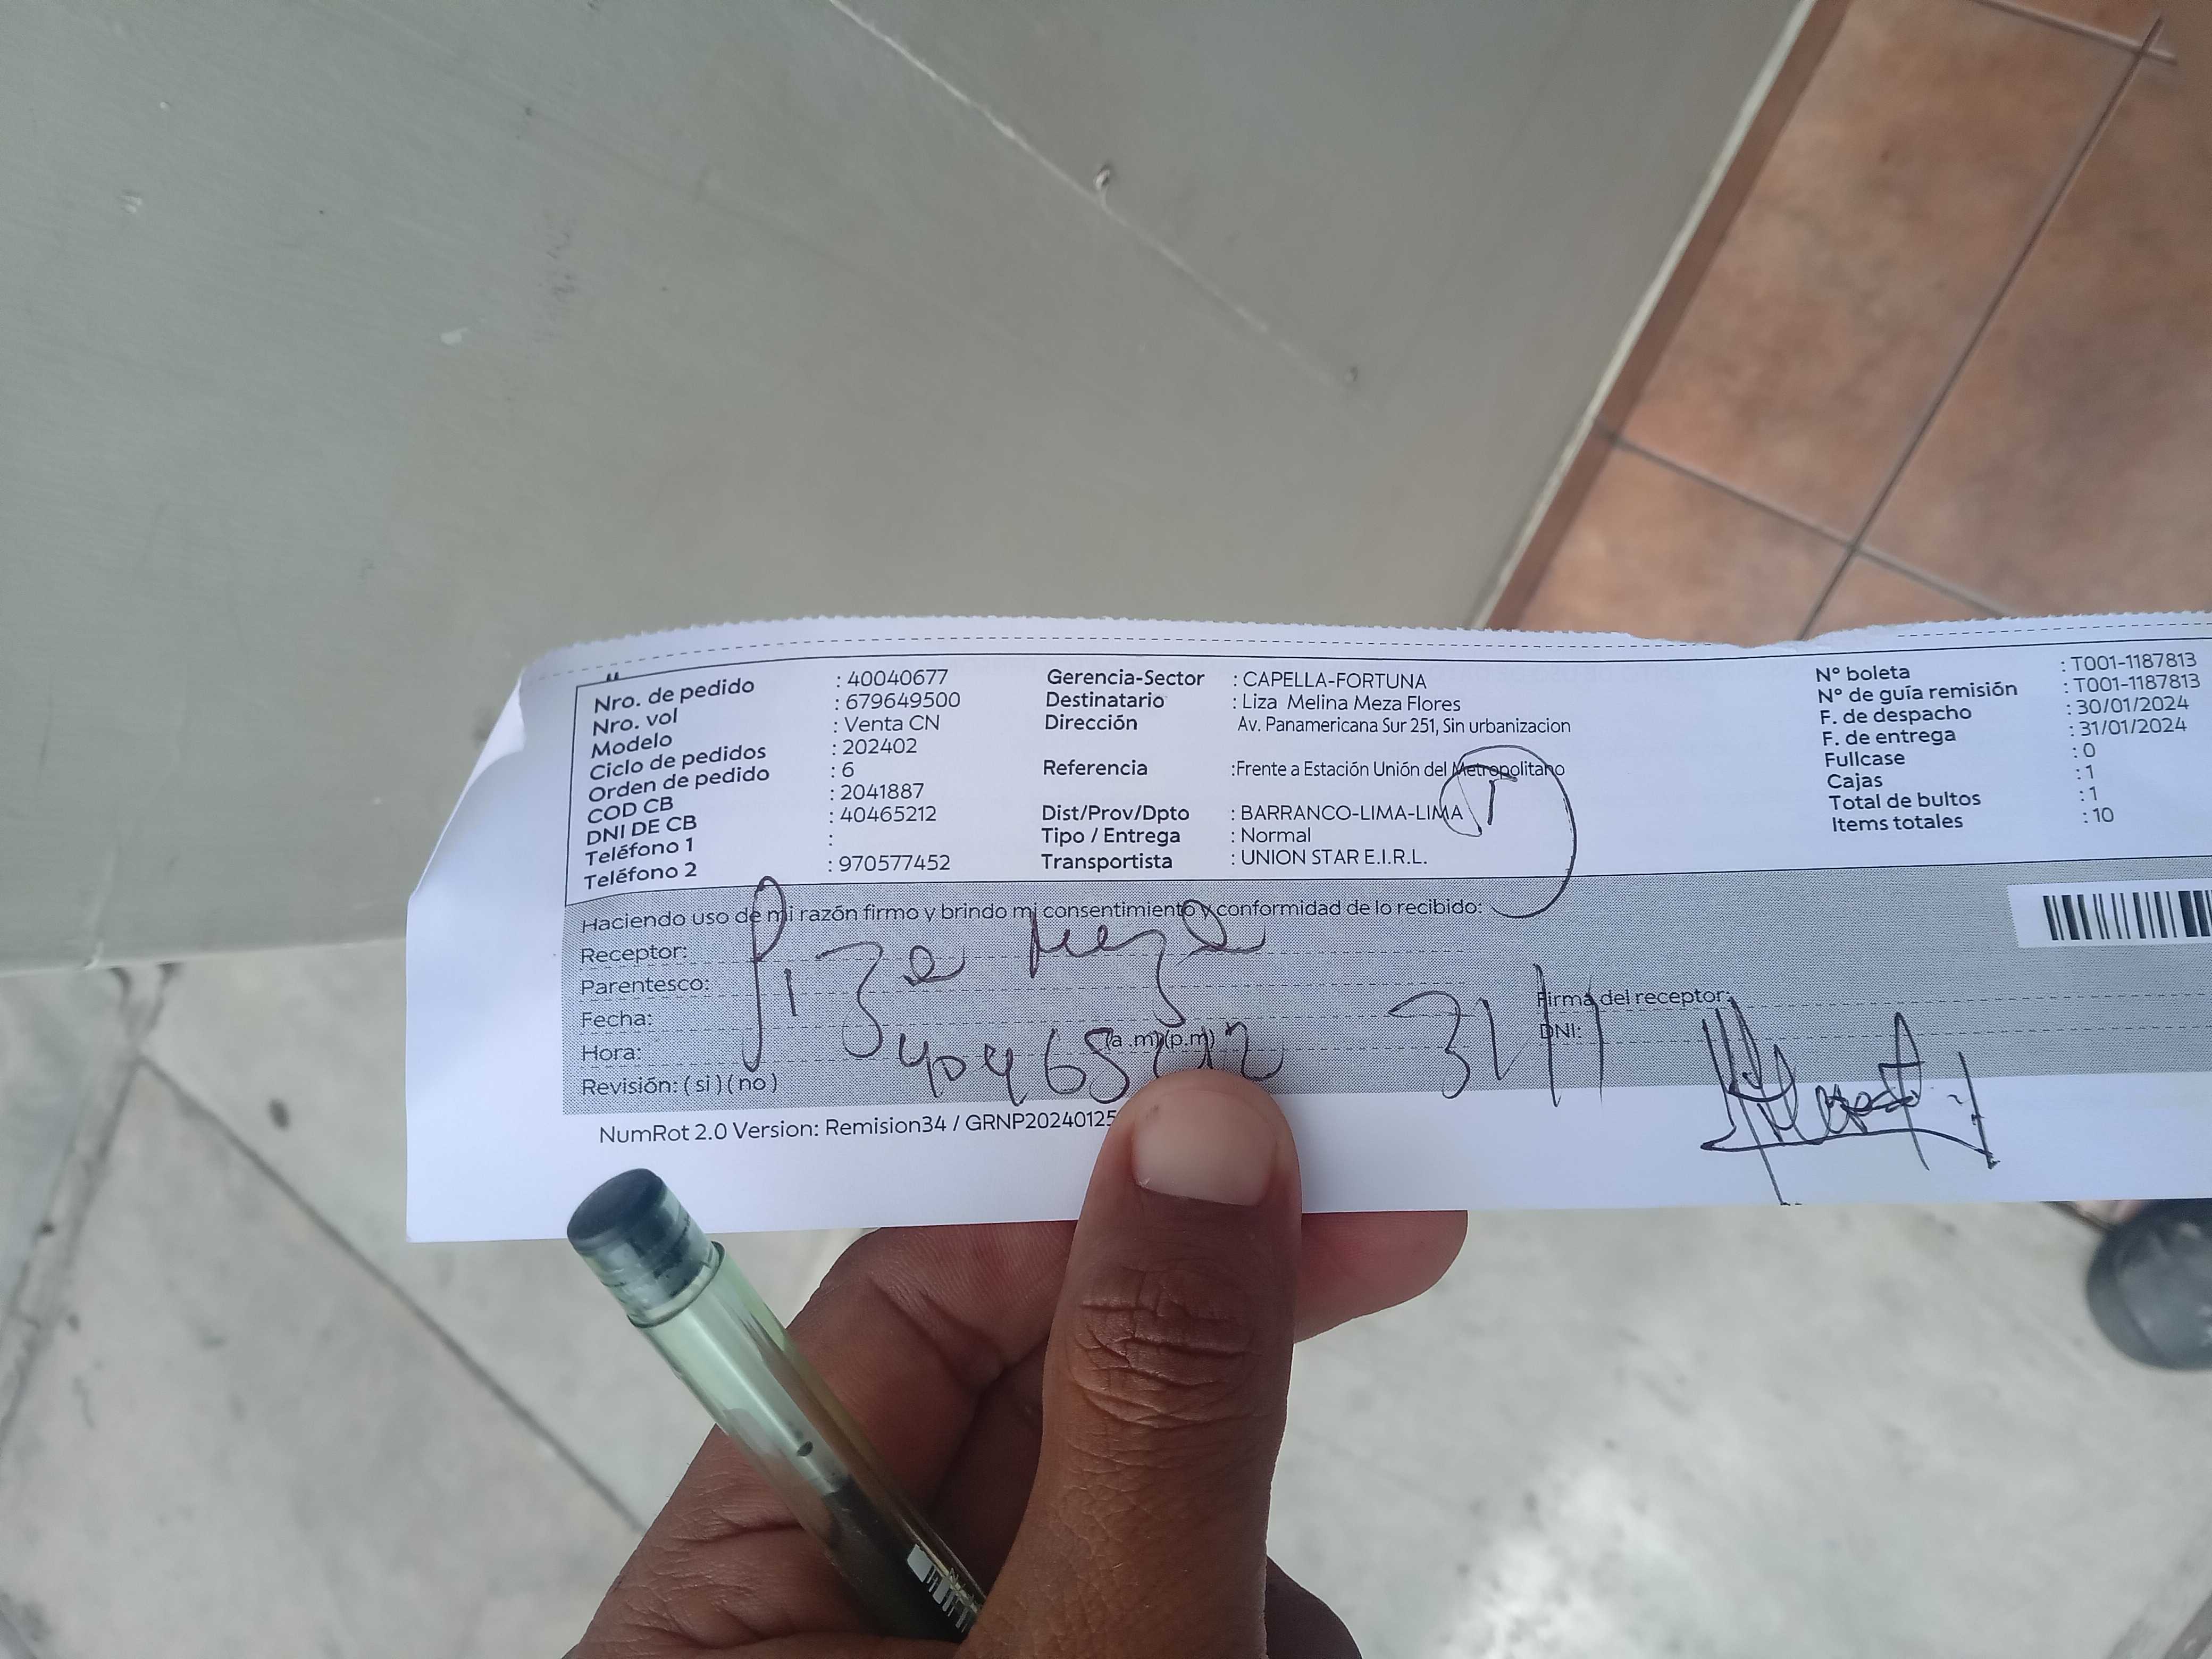 Nro. de pedido : 40040677
Nro. vol : 679649500
Modelo : Venta CN
Ciclo de pedidos : 202402
Orden de pedido : 6
COD CB : 2041887
DNI DE CB : 40465212
Teléfono 1 :
Teléfono 2 : 970577452
Gerencia-Sector : CAPELLA-FORTUNA
Destinatario : Liza Melina Meza Flores
Dirección Av. Panamericana Sur 251, Sin urbanizacion
Referencia :Frente a Estación Unión del Metropolitano
Dist/Prov/Dpto : BARRANCO-LIMA-LIMA
Tipo / Entrega : Normal
Transportista : UNION STAR E.I.R.L.
N° boleta : T001-1187813
N° de guía remisión : T001-1187813
F. de despacho : 30/01/2024
F. de entrega : 31/01/2024
Fullcase : 0
Cajas : 1
Total de bultos : 1
Items totales : 10
Haciendo uso de mi razón firmo y brindo mi consentimiento y conformidad de lo recibido:
Receptor: Liza Meza
Parentesco:
Fecha:
Hora: (a .m)(p.m)
40465212
31/1
Revisión: ( si ) ( no )
Firma del receptor:
DNI:
NumRot 2.0 Version: Remision34 / GRNP20240125